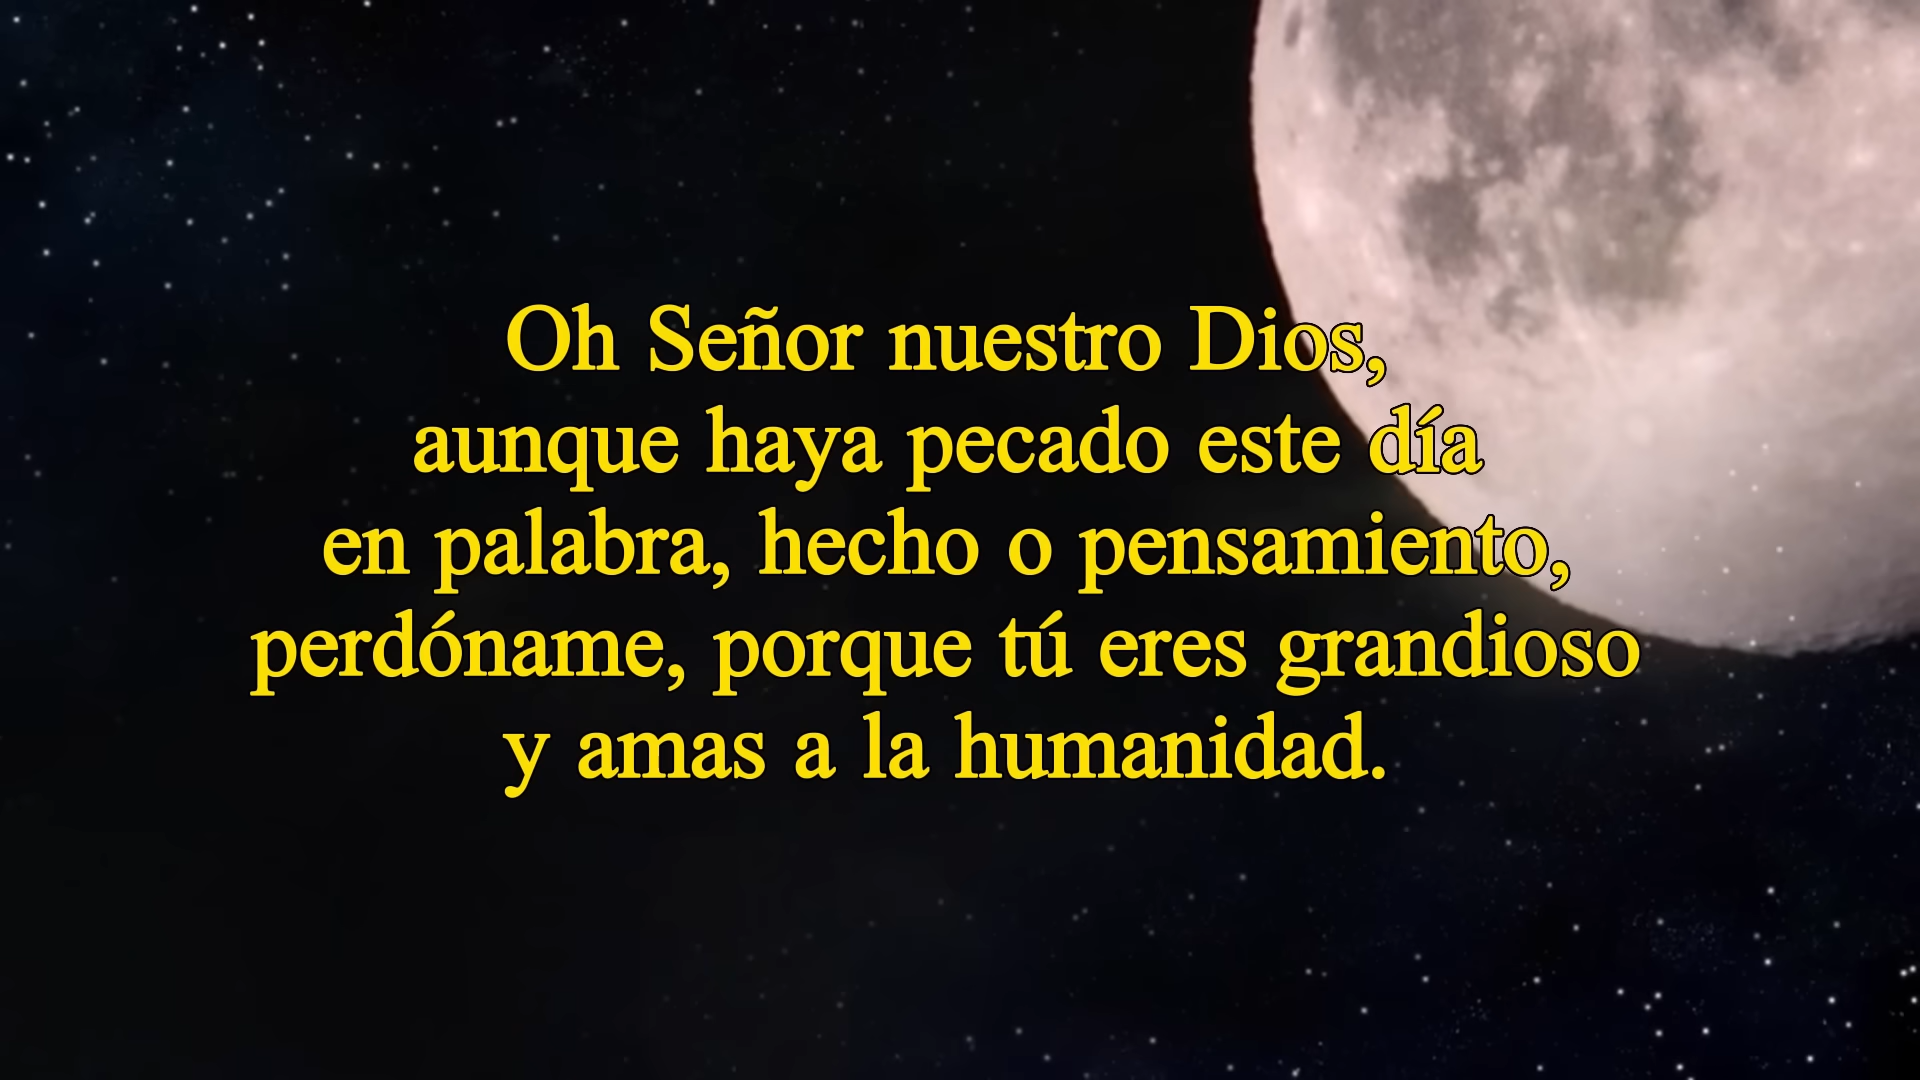 Oh Señor nuestro Dios,
aunque haya pecado este día
en palabra, hecho o pensamiento,
perdóname, porque tú eres grandioso
y amas a la humanidad.